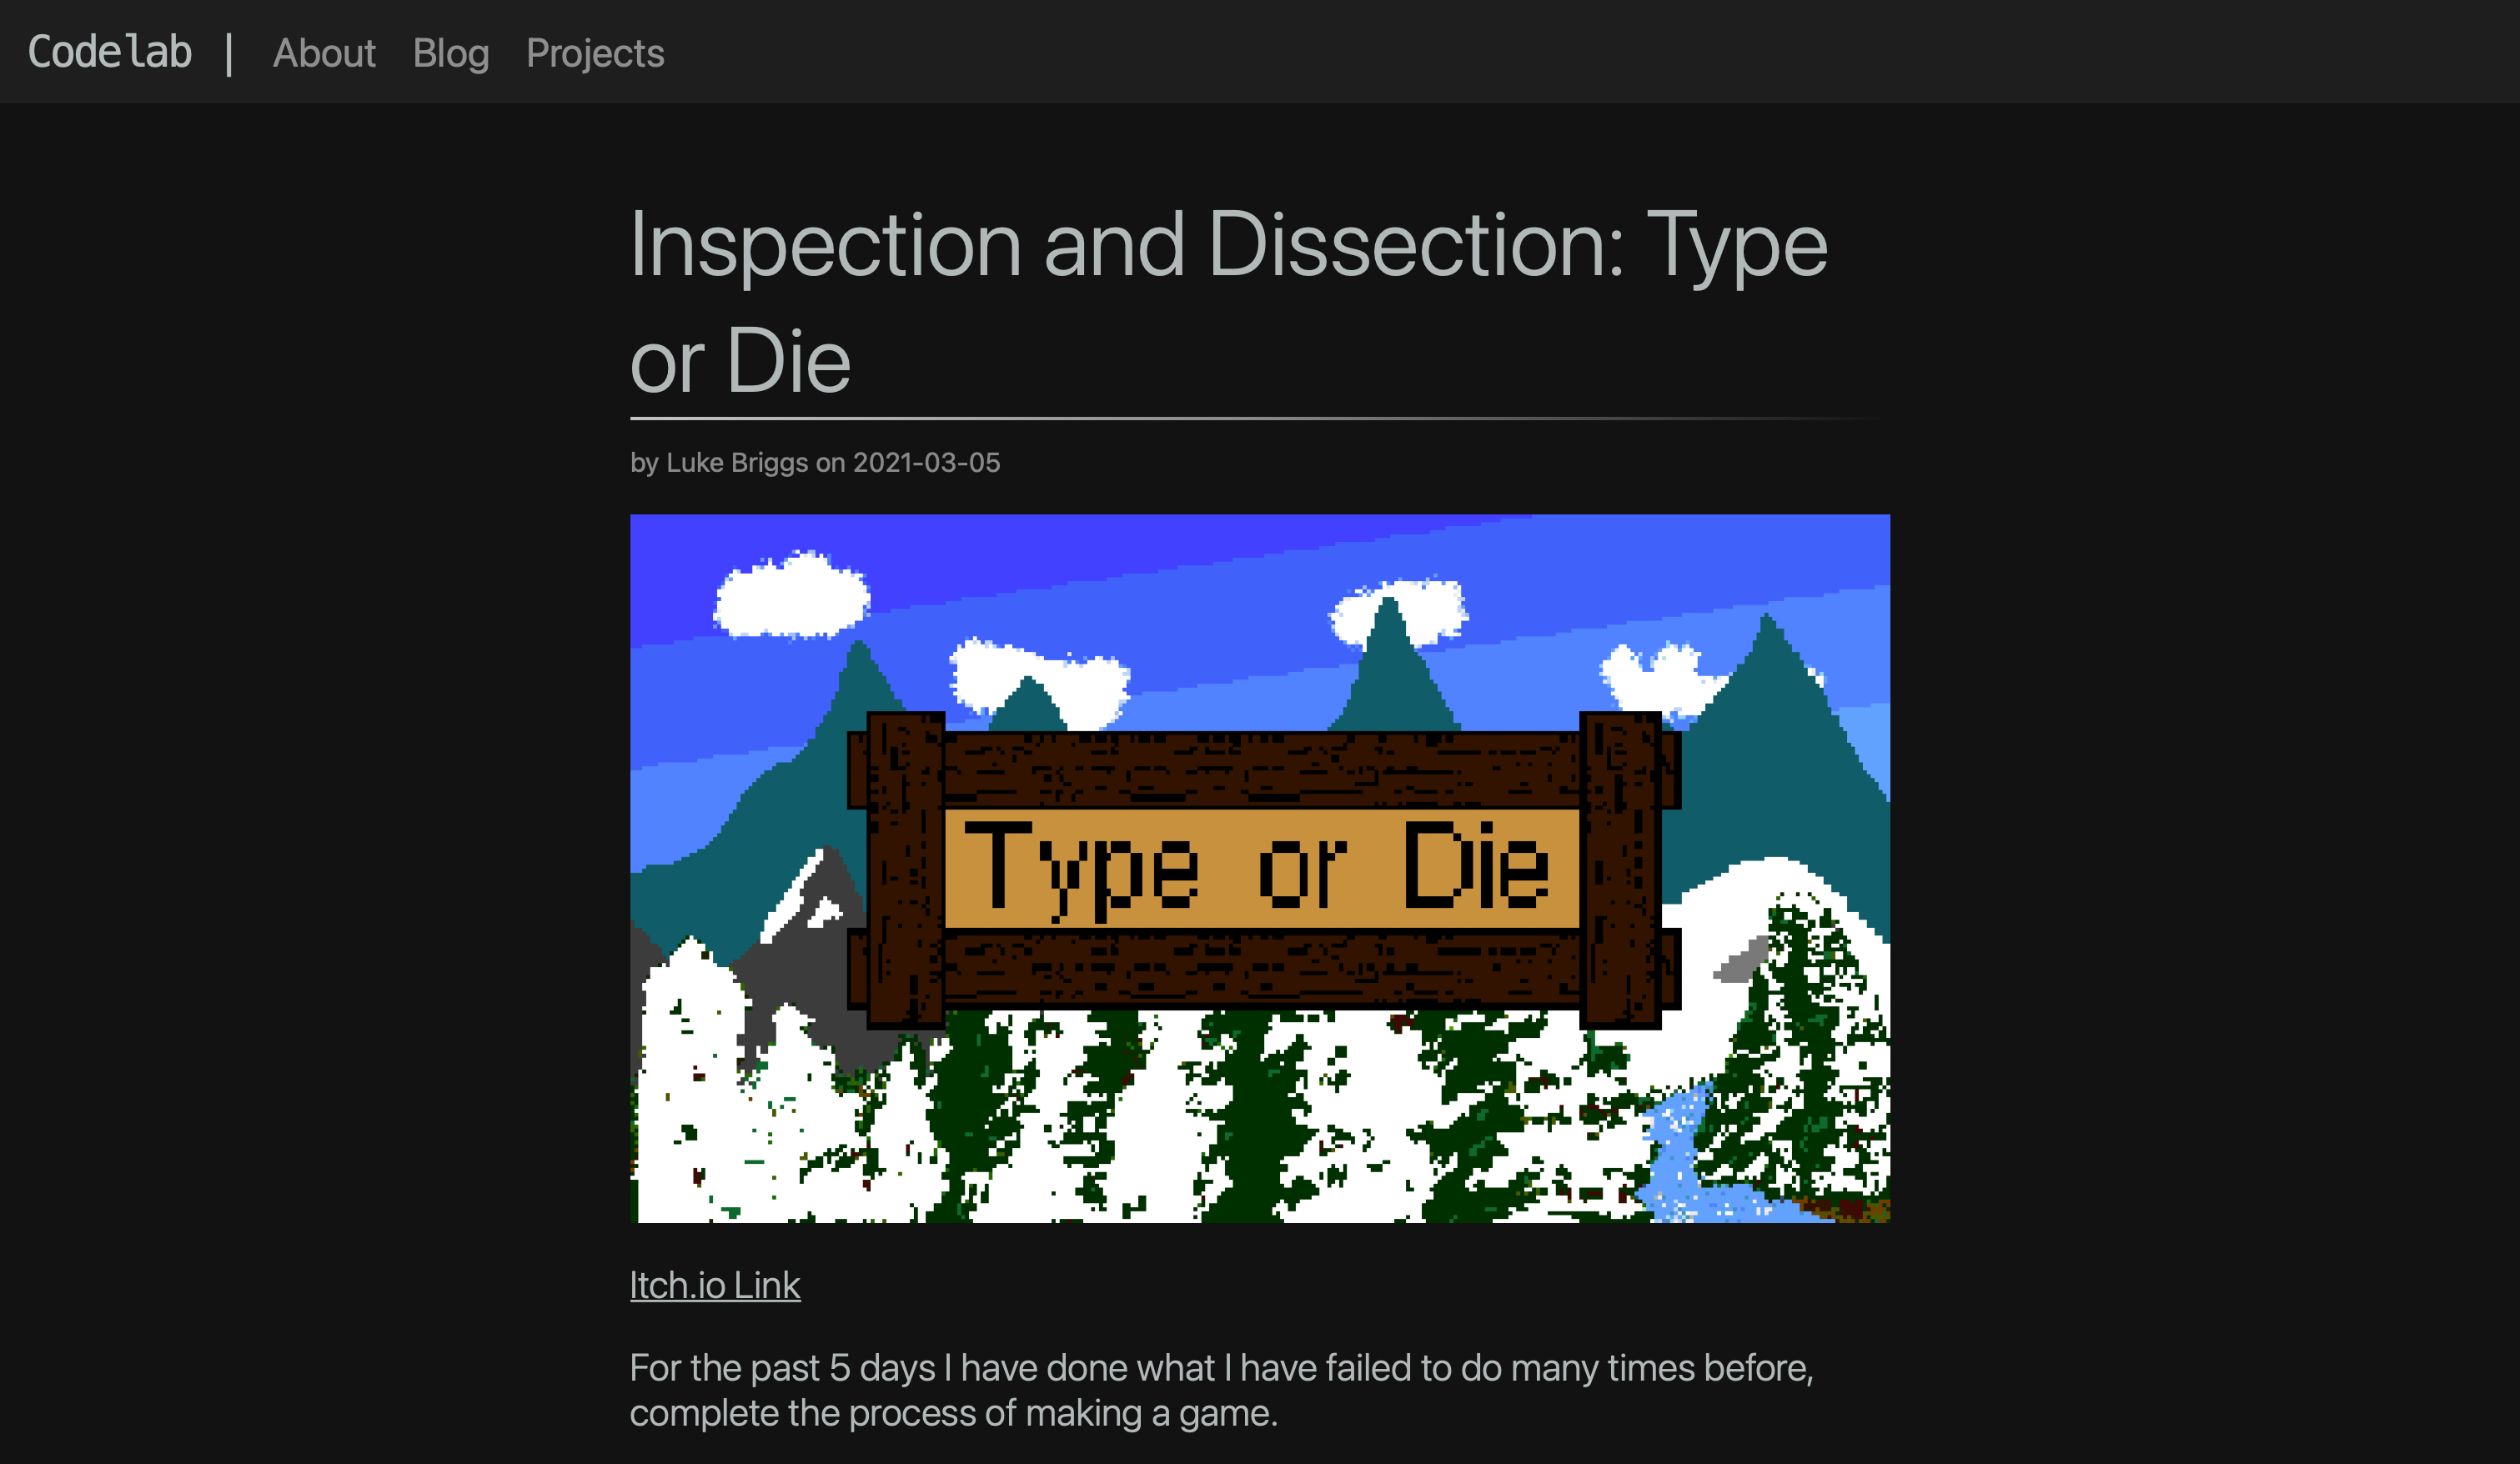 Codelab | About Blog Projects
Inspection and Dissection: Type
or Die
by Luke Briggs on 2021-03-05
Type or Die
Itch.io Link
For the past 5 days I have done what I have failed to do many times before,
complete the process of making a game.